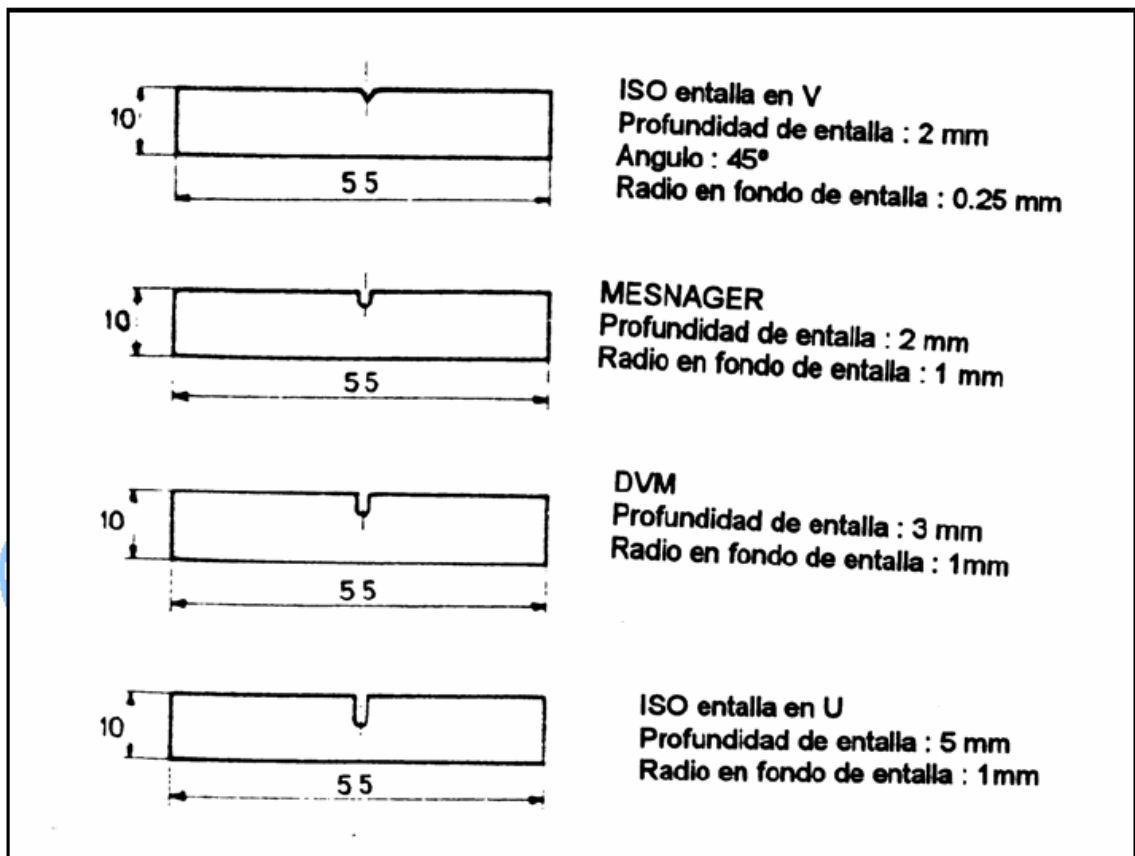 10
55
ISO entalla en V
Profundidad de entalla : 2 mm
Angulo : 45º
Radio en fondo de entalla : 0.25 mm
10
55
MESNAGER
Profundidad de entalla : 2 mm
Radio en fondo de entalla : 1 mm
10
55
DVM
Profundidad de entalla : 3 mm
Radio en fondo de entalla : 1mm
10
55
ISO entalla en U
Profundidad de entalla : 5 mm
Radio en fondo de entalla : 1mm